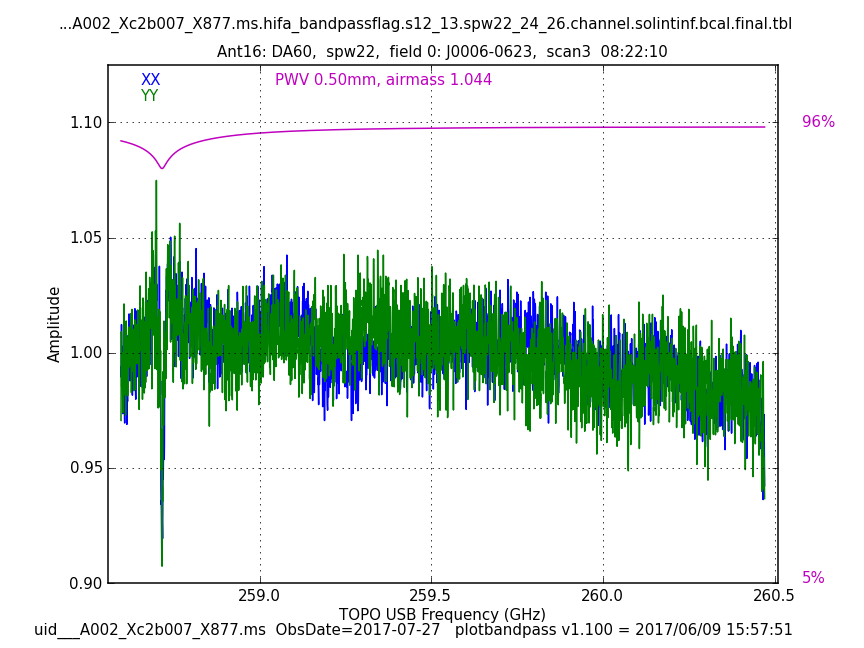 ...A002_Xc2b007_X877.ms.hifa_bandpassflag.s12_13.spw22_24_26.channel.solintinf.bcal.final.tbl
Ant16: DA60, spw22, field 0: J0006-0623, scan3 08:22:10
XX
PWV 0.50mm, airmass 1.044
YY
1.10
96%
1.05
Amplitude
1.00
0.95
5%
0.90
259.0 259.5 260.0 260.5
TOPO USB Frequency (GHz)
uid___A002_Xc2b007_X877.ms ObsDate=2017-07-27 plotbandpass v1.100 = 2017/06/09 15:57:51